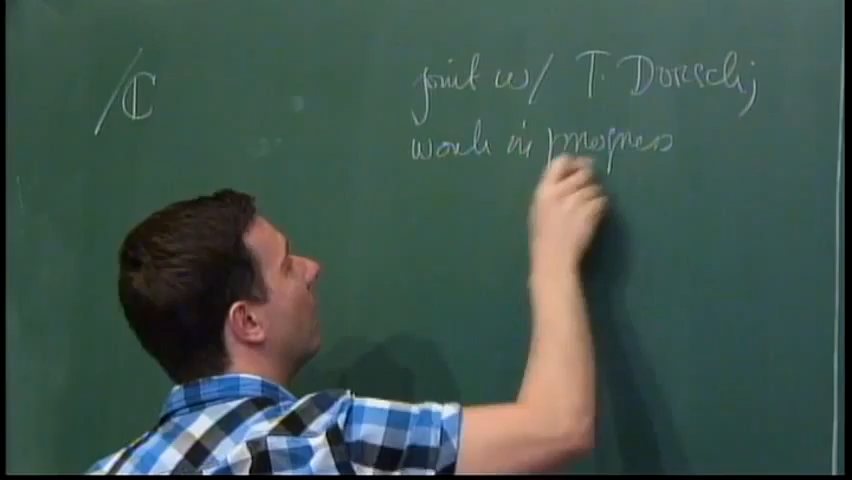 /ℂ
joint w/ T. Dorsch;
work in progress